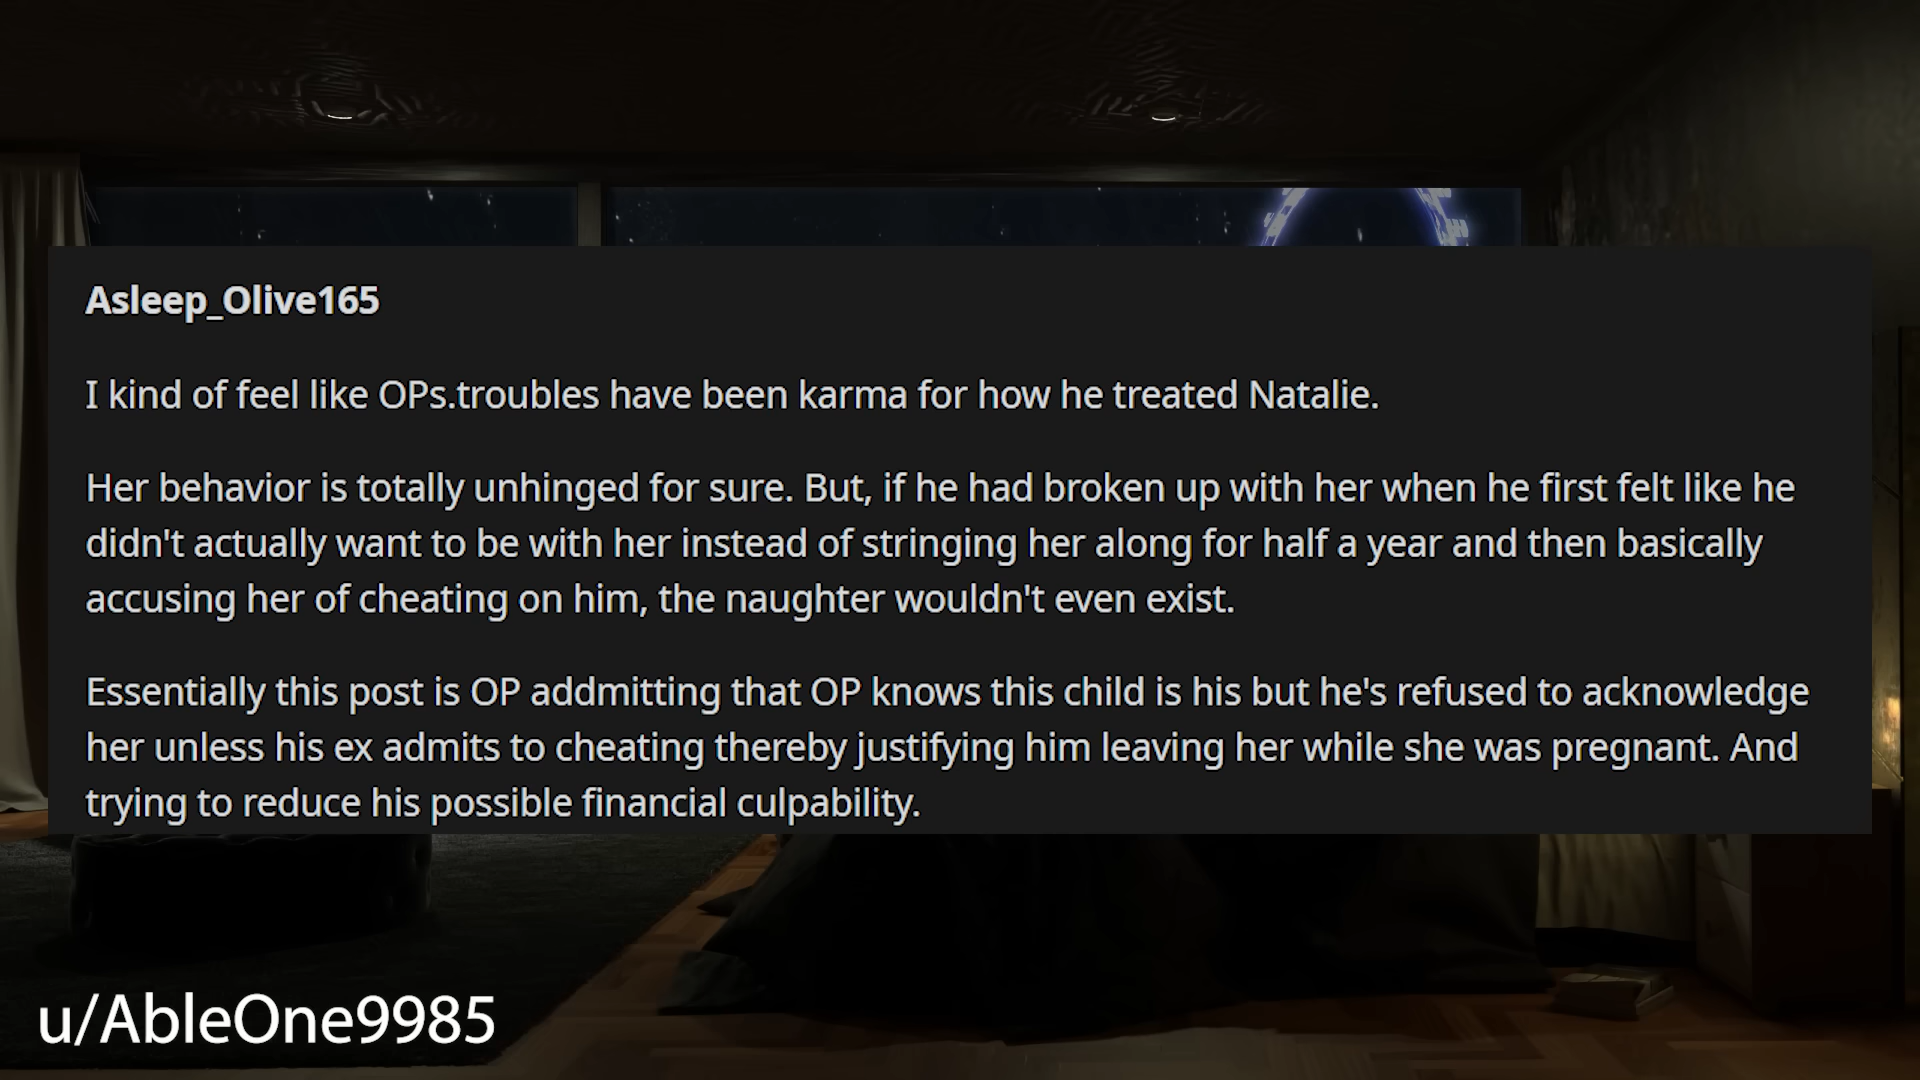 Asleep_Olive165
I kind of feel like OPs.troubles have been karma for how he treated Natalie.
Her behavior is totally unhinged for sure. But, if he had broken up with her when he first felt like he
didn't actually want to be with her instead of stringing her along for half a year and then basically
accusing her of cheating on him, the naughter wouldn't even exist.
Essentially this post is OP addmitting that OP knows this child is his but he's refused to acknowledge
her unless his ex admits to cheating thereby justifying him leaving her while she was pregnant. And
trying to reduce his possible financial culpability.
u/AbleOne9985